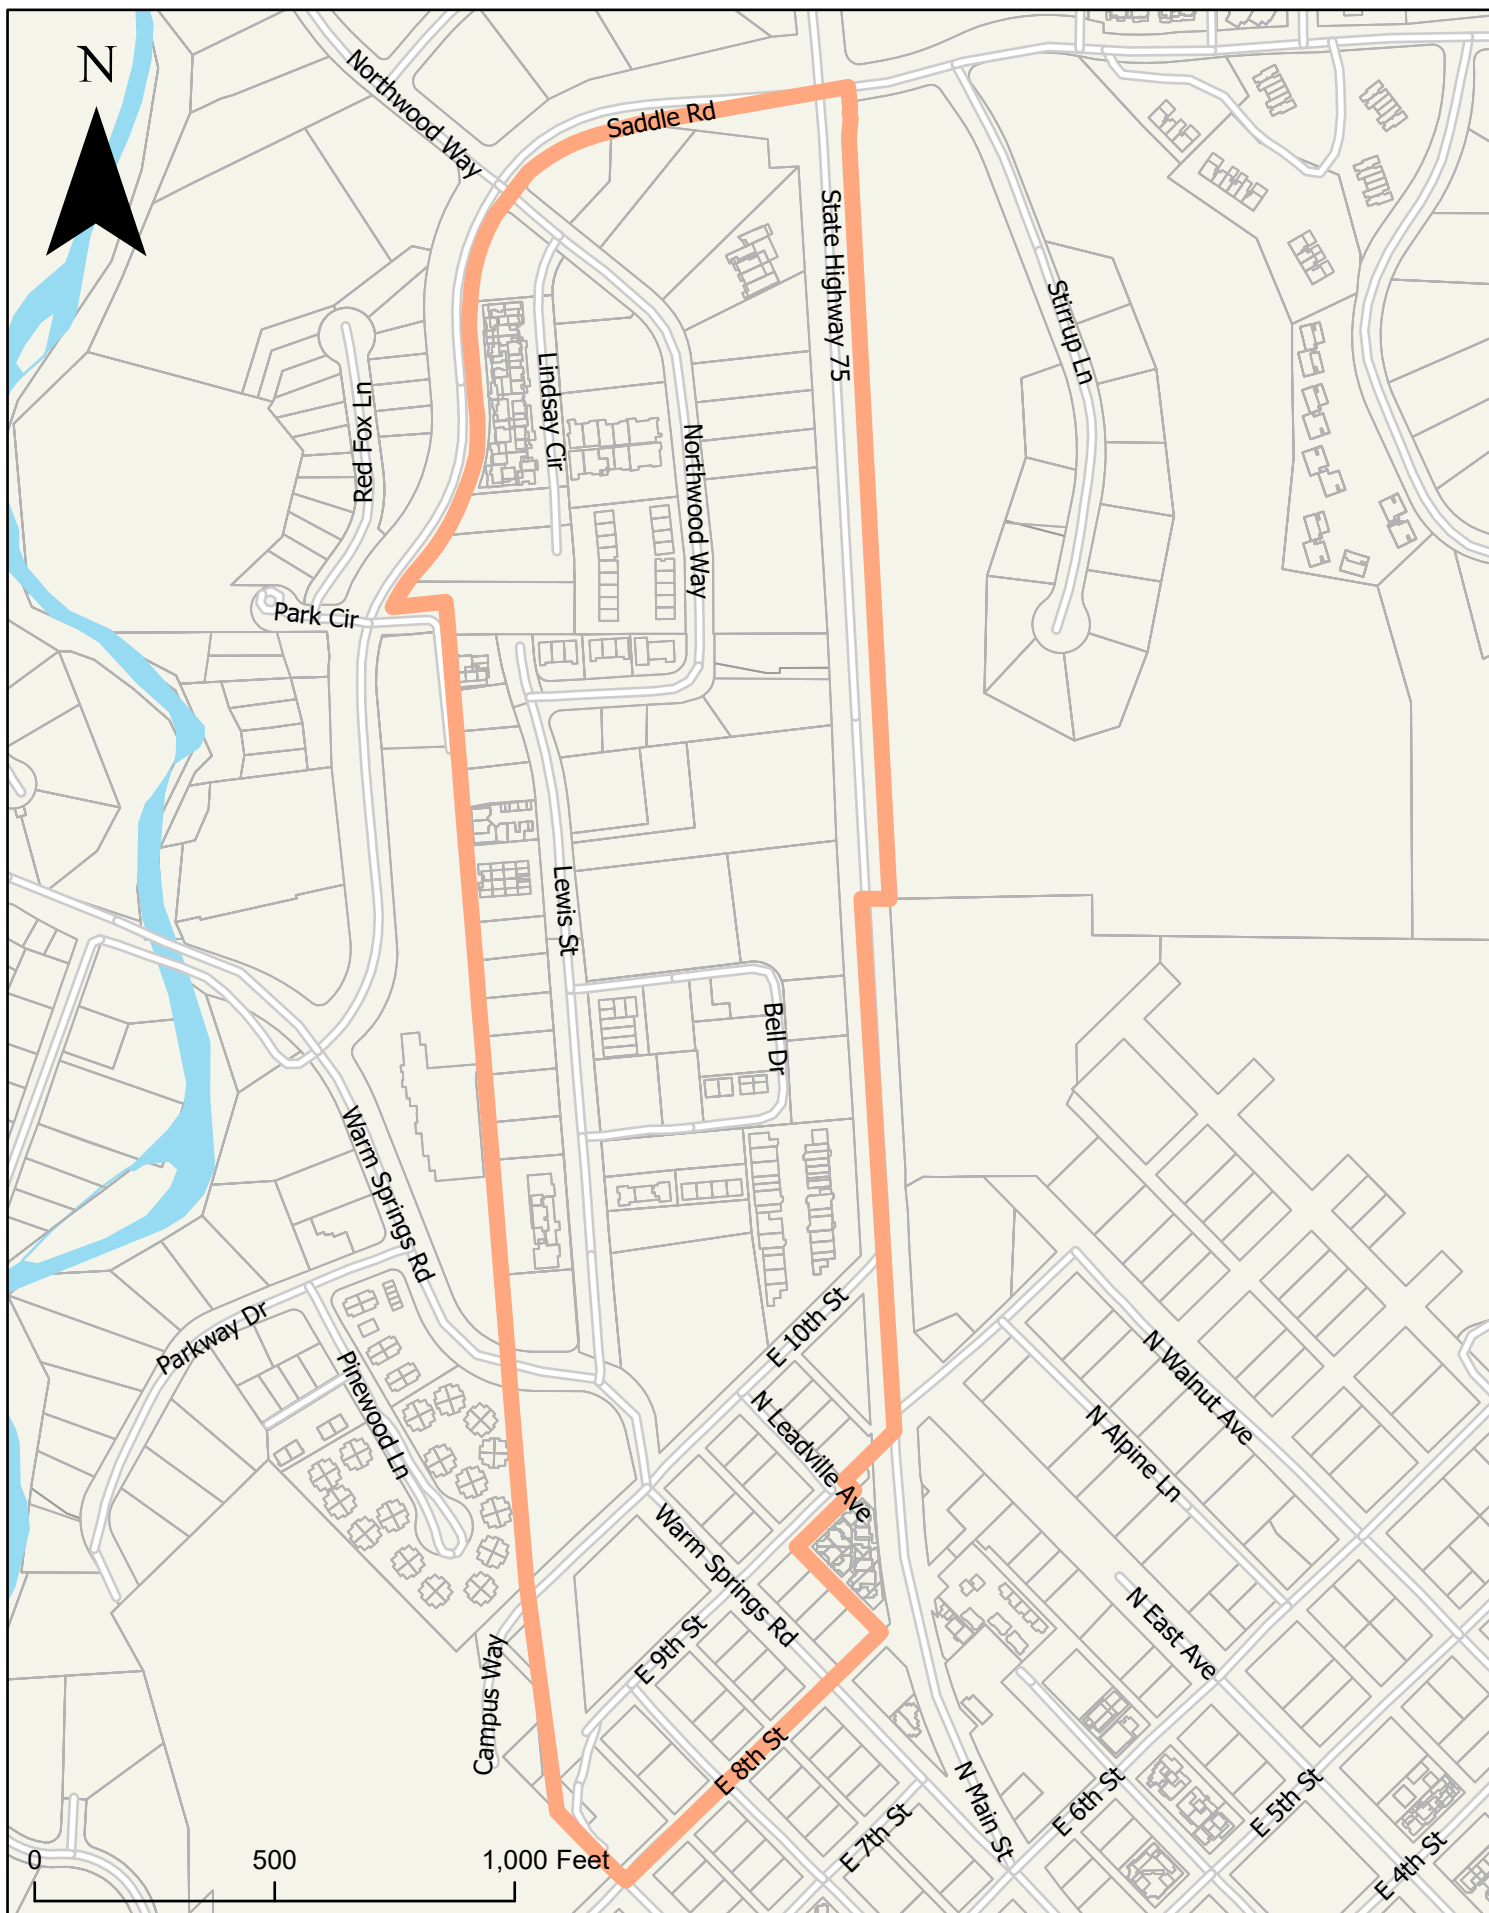 N
Northwood Way
Saddle Rd
State Highway 75
Stirrup Ln
Lindsay Cir
Red Fox Ln
Northwood Way
Park Cir
Lewis St
Bell Dr
Warm Springs Rd
E 10th St
Parkway Dr
Pinewood Ln
N Leadville Ave
N Walnut Ave
N Alpine Ln
Warm Springs Rd
E 9th St
N East Ave
Campus Way
E 8th St
N Main St
E 7th St
E 6th St
E 5th St
E 4th St
0 500 1,000 Feet